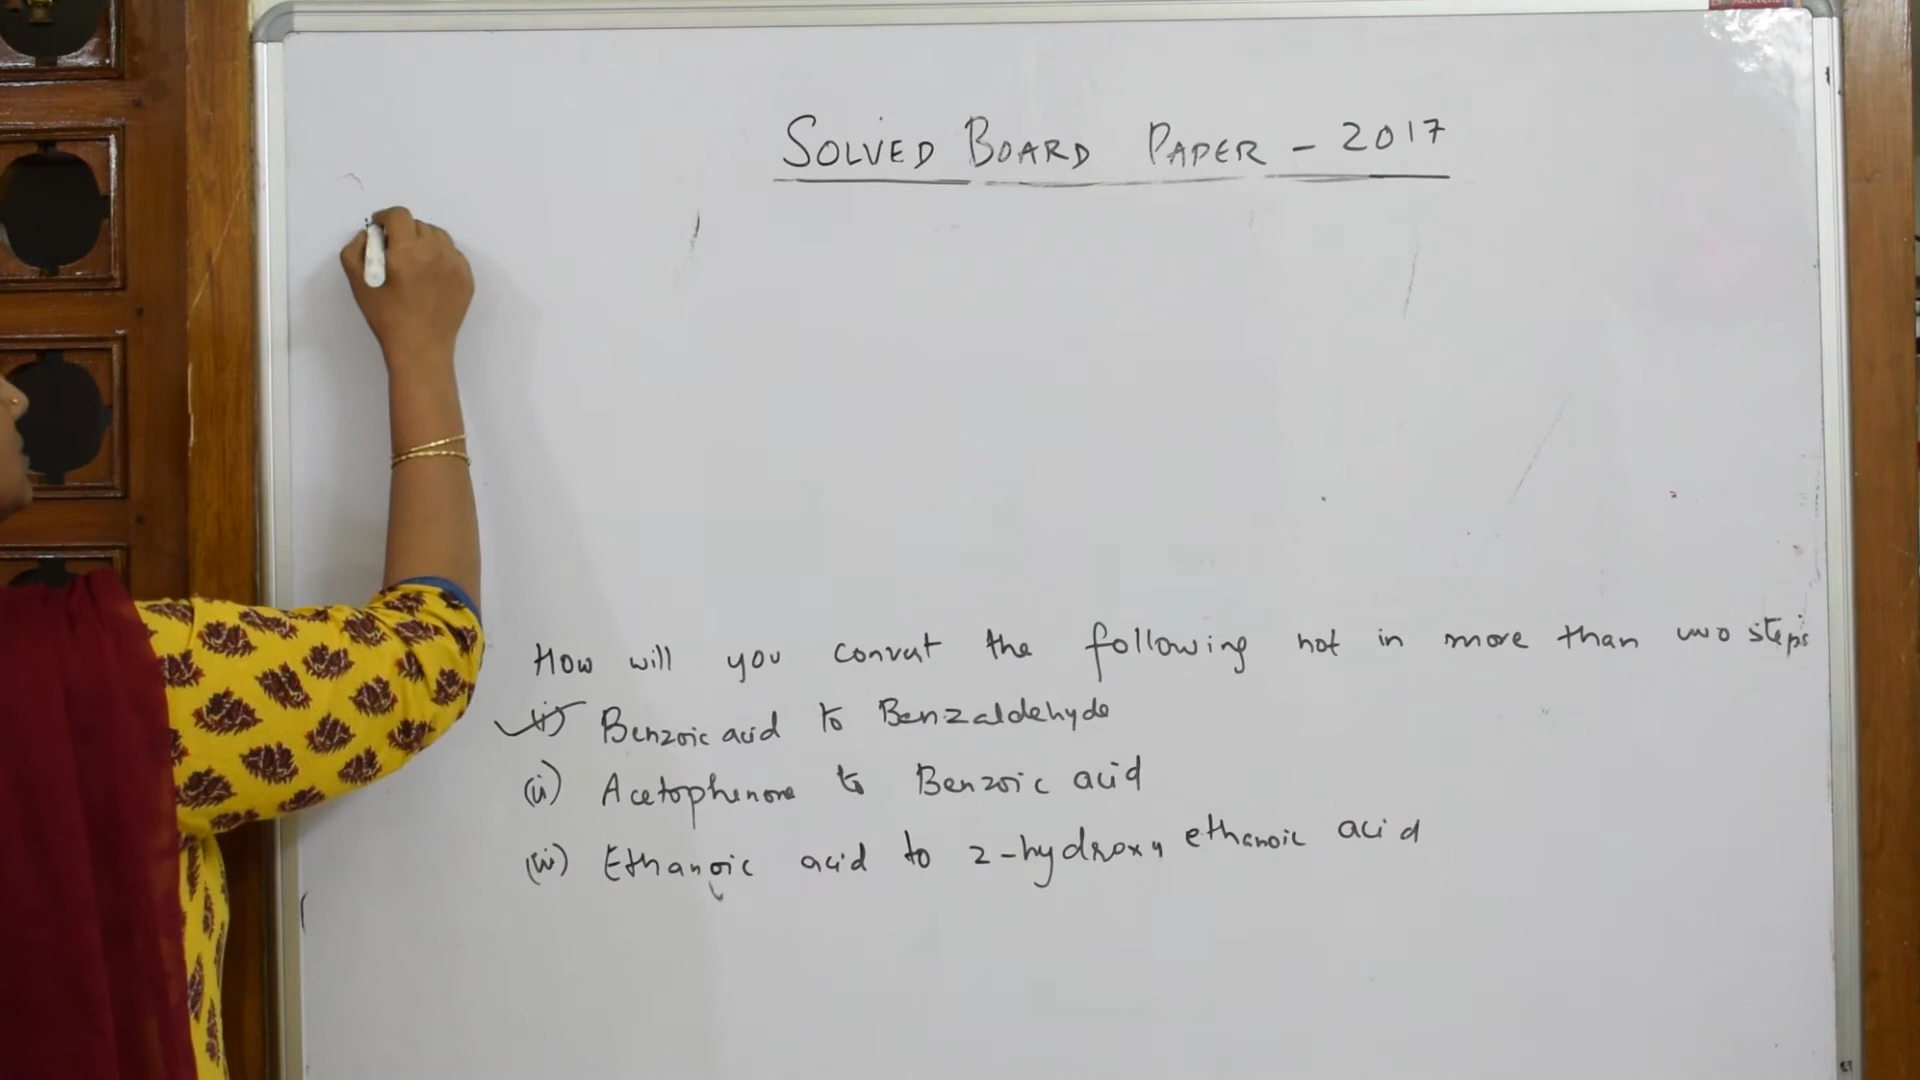 SOLVED BOARD PAPER - 2017
How will you convert the following not in more than two steps
(i) Benzoic acid to Benzaldehyde
(ii) Acetophenone to Benzoic acid
(iii) Ethanoic acid to 2-hydroxy ethanoic acid